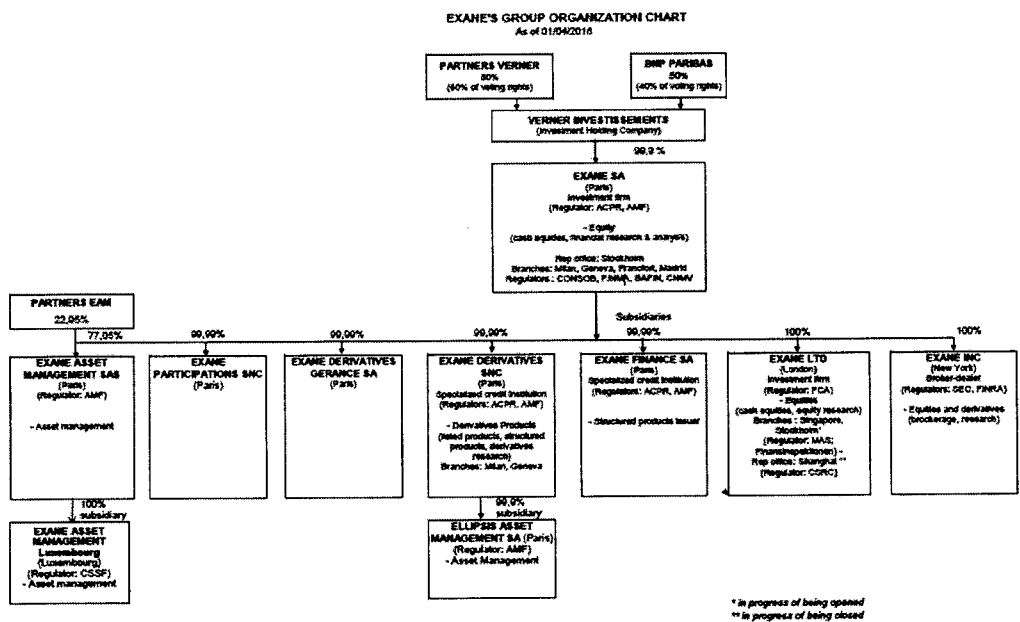 EXANE'S GROUP ORGANIZATION CHART
As of 01/04/2016
PARTNERS VERNER
50%
(60% of voting rights)
BNP PARIBAS
50%
(40% of voting rights)
VERNER INVESTISSEMENTS
(Investment Holding Company)
99,9 %
EXANE SA
(Paris)
Investment firm
(Regulator: ACPR, AMF)
- Equity
(cash equities, financial research & analysis)
Rep office: Stockholm
Branches: Milan, Geneva, Francfort, Madrid
Regulators : CONSOB, FINMA, BAFIN, CNMV
PARTNERS EAM
22,95%
Subsidiaries
77,05%
99,99%
99,99%
99,99%
99,99%
100%
100%
EXANE ASSET
MANAGEMENT SAS
(Paris)
(Regulator: AMF)
- Asset management
EXANE
PARTICIPATIONS SNC
(Paris)
EXANE DERIVATIVES
GERANCE SA
(Paris)
EXANE DERIVATIVES
SNC
(Paris)
Specialized credit institution
(Regulators: ACPR, AMF)
- Derivatives Products
(listed products, structured
products, derivatives
research)
Branches: Milan, Geneva
EXANE FINANCE SA
(Paris)
Specialized credit institution
(Regulators: ACPR, AMF)
- Structured products issuer
EXANE LTD
(London)
Investment firm
(Regulator: FCA)
- Equities
(cash equities, equity research)
Branches : Singapore,
Stockholm*
(Regulator: MAS;
Finansinspektionen) -
Rep office: Shanghai **
(Regulator: CSRC)
EXANE INC
(New York)
Broker-dealer
(Regulators: SEC, FINRA)
- Equities and derivatives
(brokerage, research)
100%
subsidiary
99,9%
subsidiary
EXANE ASSET
MANAGEMENT
Luxembourg
(Luxembourg)
(Regulator: CSSF)
- Asset management
ELLIPSIS ASSET
MANAGEMENT SA (Paris)
(Regulator: AMF)
- Asset Management
* in progress of being opened
** in progress of being closed